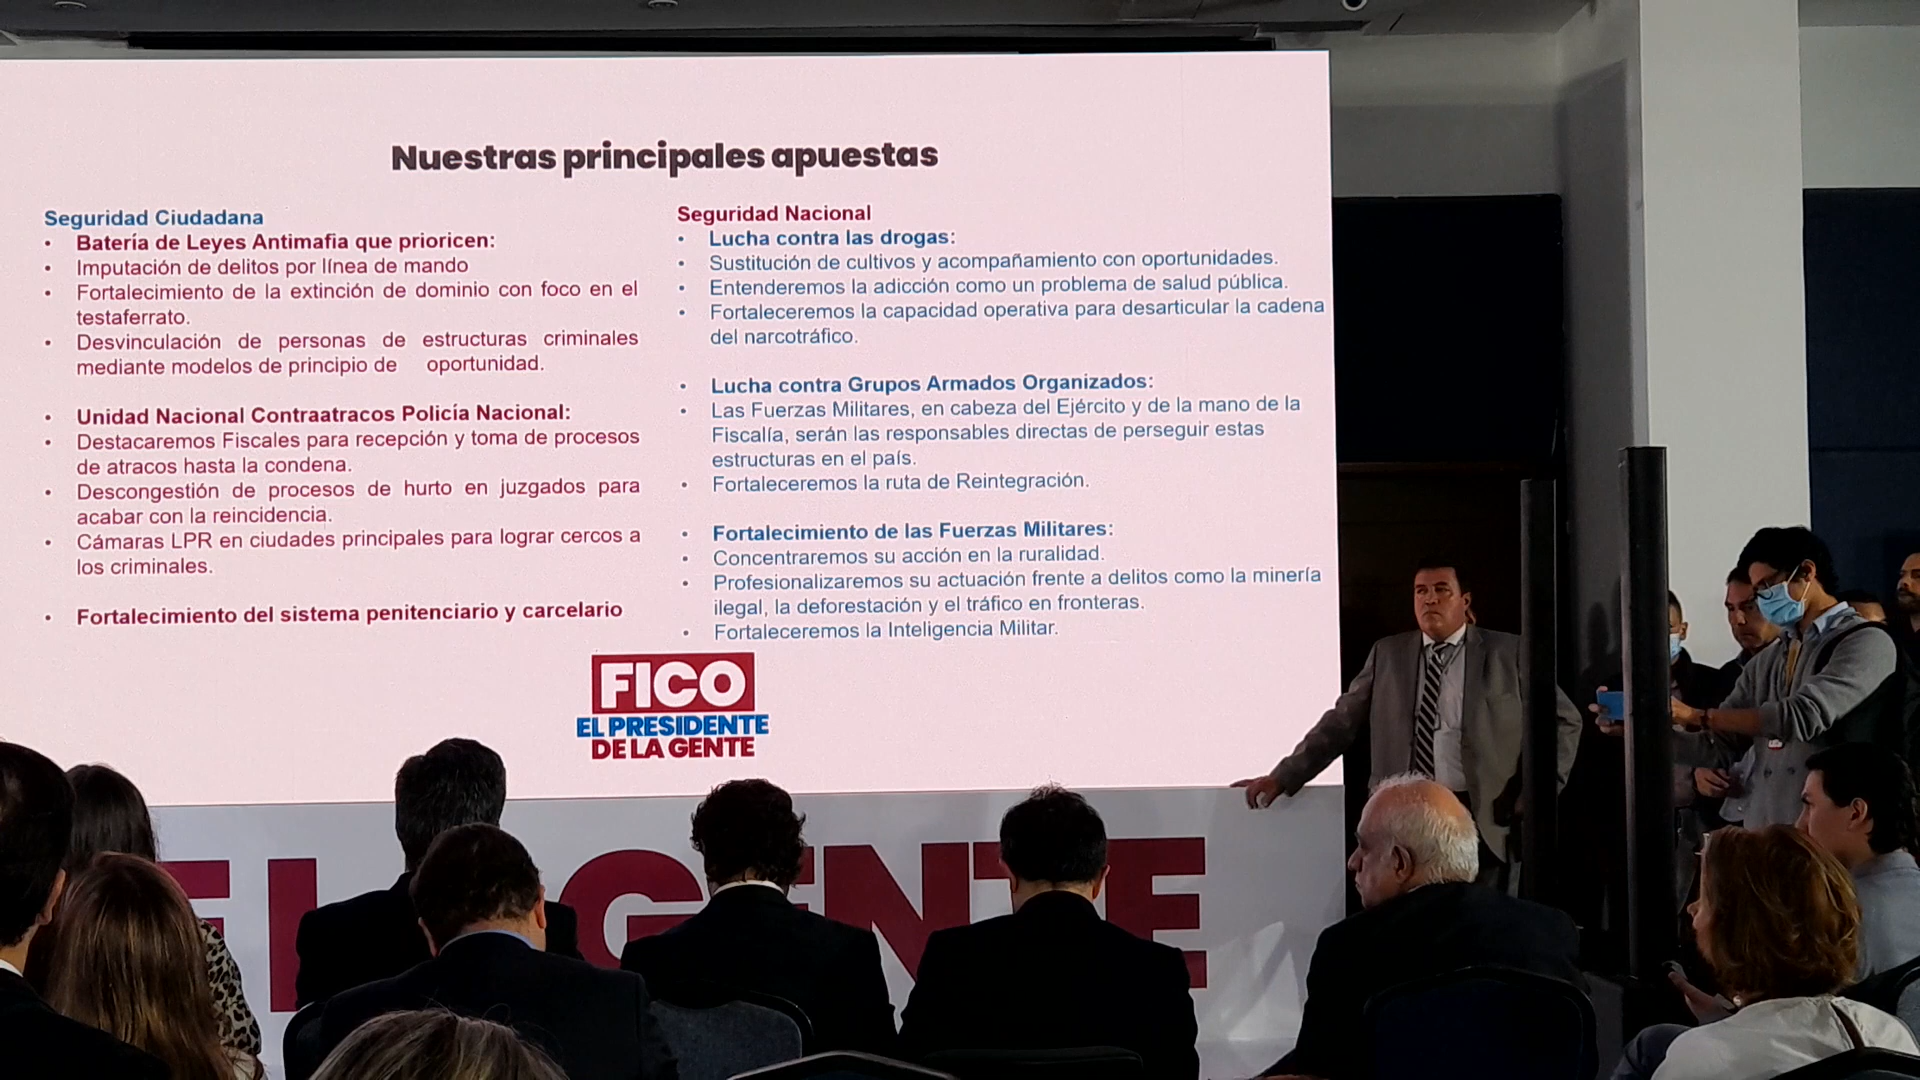 Nuestras principales apuestas
Seguridad Ciudadana
• Batería de Leyes Antimafia que prioricen:
• Imputación de delitos por línea de mando
• Fortalecimiento de la extinción de dominio con foco en el
testaferrato.
• Desvinculación de personas de estructuras criminales
mediante modelos de principio de oportunidad.
• Unidad Nacional Contraatracos Policía Nacional:
• Destacaremos Fiscales para recepción y toma de procesos
de atracos hasta la condena.
• Descongestión de procesos de hurto en juzgados para
acabar con la reincidencia.
• Cámaras LPR en ciudades principales para lograr cercos a
los criminales.
• Fortalecimiento del sistema penitenciario y carcelario
Seguridad Nacional
• Lucha contra las drogas:
• Sustitución de cultivos y acompañamiento con oportunidades.
• Entenderemos la adicción como un problema de salud pública.
• Fortaleceremos la capacidad operativa para desarticular la cadena
del narcotráfico.
• Lucha contra Grupos Armados Organizados:
• Las Fuerzas Militares, en cabeza del Ejército y de la mano de la
Fiscalía, serán las responsables directas de perseguir estas
estructuras en el país.
• Fortaleceremos la ruta de Reintegración.
• Fortalecimiento de las Fuerzas Militares:
• Concentraremos su acción en la ruralidad.
• Profesionalizaremos su actuación frente a delitos como la minería
ilegal, la deforestación y el tráfico en fronteras.
• Fortaleceremos la Inteligencia Militar.
FICO
EL PRESIDENTE
DE LA GENTE
GENTE